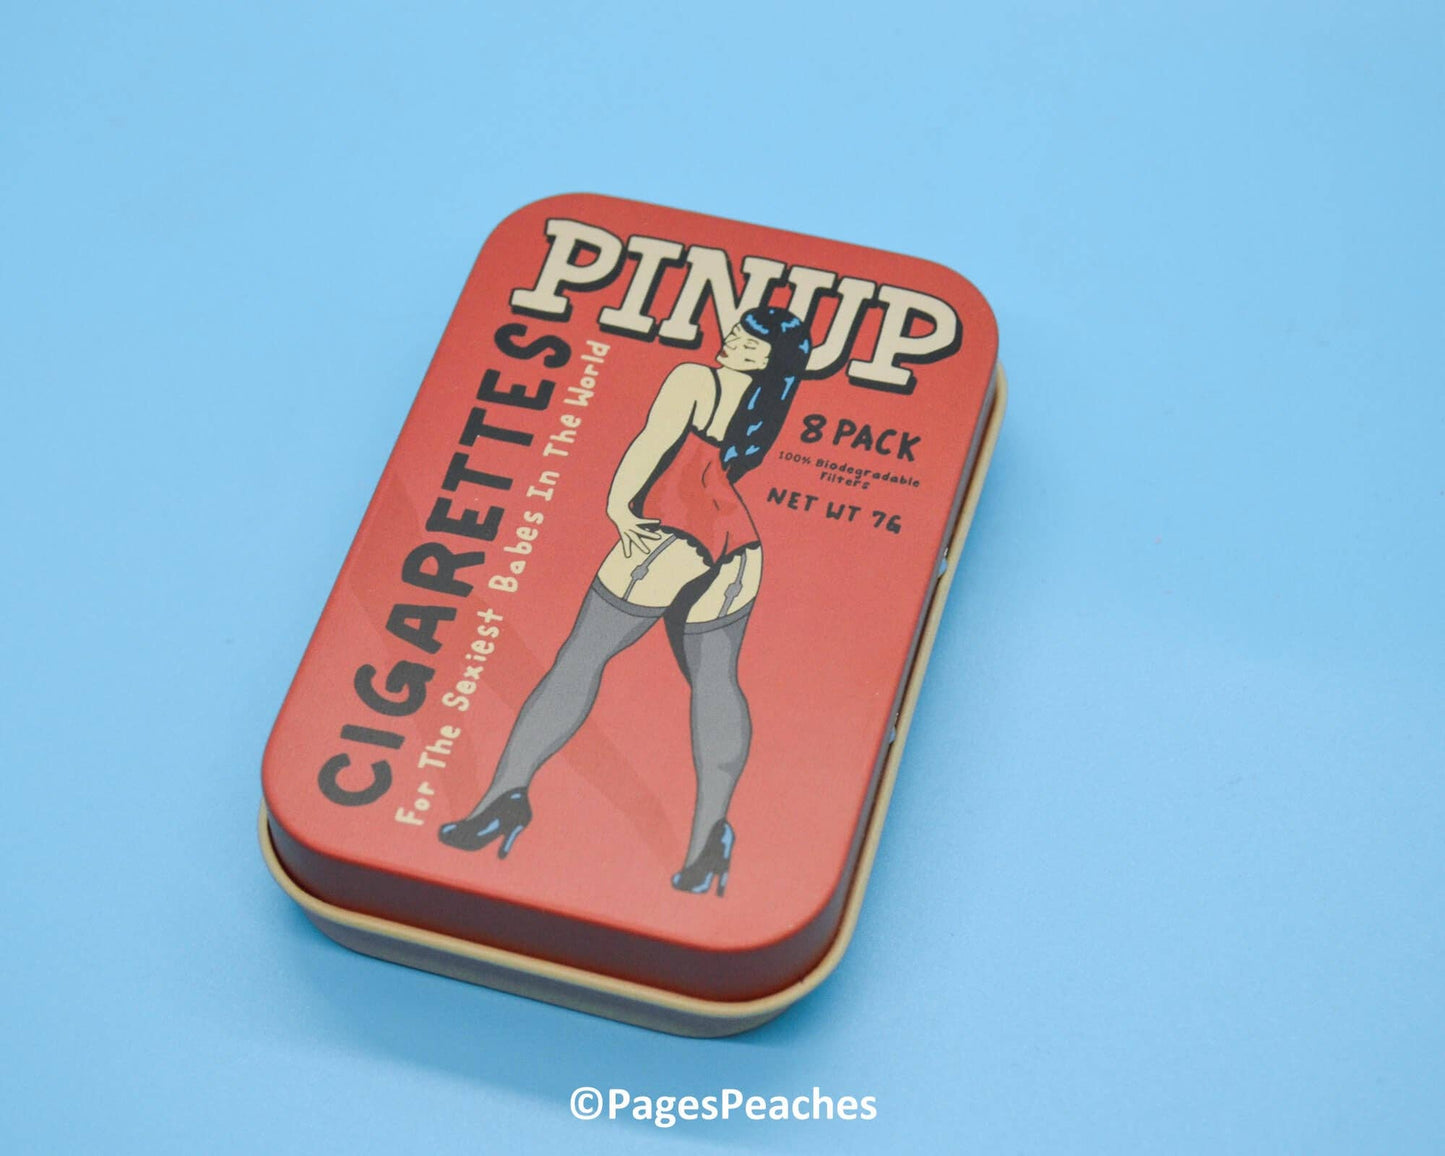 PINUP
CIGARETTES
For The Sexiest Babes In The World
8 PACK
100% Biodegradable
Filters
NET WT 7G
©PagesPeaches